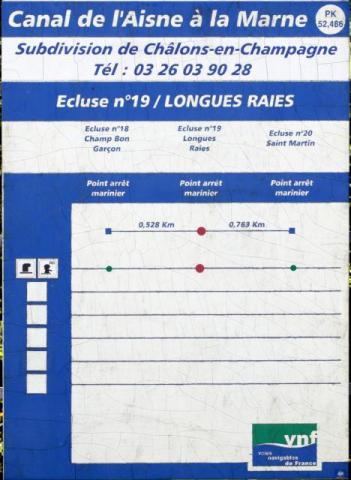 Canal de l'Aisne à la Marne
PK
52,486
Subdivision de Châlons-en-Champagne
Tél : 03 26 03 90 28
Ecluse n°19 / LONGUES RAIES
Ecluse n°18
Champ Bon
Garçon
Ecluse n°19
Longues
Raies
Ecluse n°20
Saint Martin
Point arrêt
marinier
Point arrêt
marinier
Point arrêt
marinier
0,528 Km
0,763 Km
vnf
voies
navigables
de France